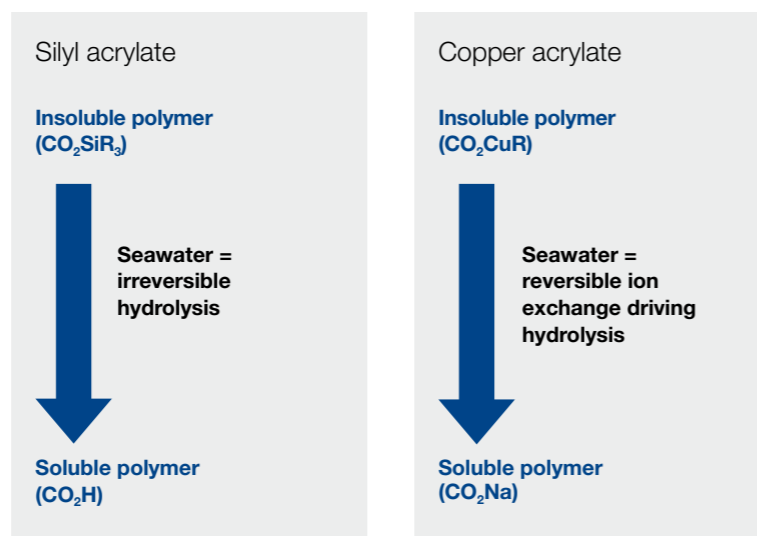 Silyl acrylate
Insoluble polymer
(CO₂SiR₃)
Seawater =
irreversible
hydrolysis
Soluble polymer
(CO₂H)
Copper acrylate
Insoluble polymer
(CO₂CuR)
Seawater =
reversible ion
exchange driving
hydrolysis
Soluble polymer
(CO₂Na)